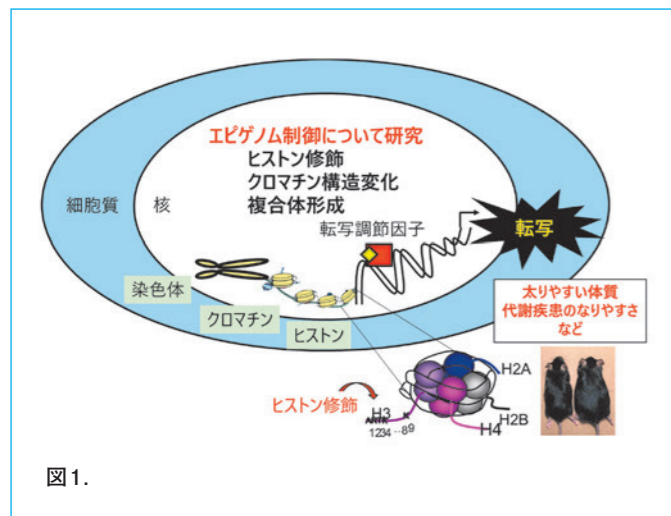 エピゲノム制御について研究
ヒストン修飾
クロマチン構造変化
複合体形成
転写調節因子
細胞質
核
転写
染色体
クロマチン
ヒストン
太りやすい体質
代謝疾患のなりやすさ
など
ヒストン修飾
H2A
H2B
H3
H4
ARTK
1234…89
図1.